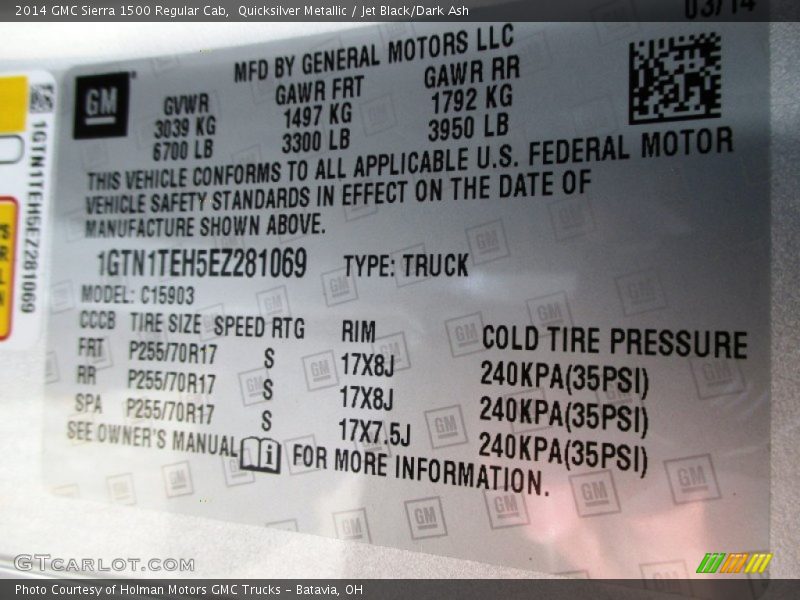 2014 GMC Sierra 1500 Regular Cab,  Quicksilver Metallic / Jet Black/Dark Ash
03/14
MFD BY GENERAL MOTORS LLC
GM
GVWR GAWR FRT GAWR RR
3039 KG 1497 KG 1792 KG
6700 LB 3300 LB 3950 LB
THIS VEHICLE CONFORMS TO ALL APPLICABLE U.S. FEDERAL MOTOR
VEHICLE SAFETY STANDARDS IN EFFECT ON THE DATE OF
MANUFACTURE SHOWN ABOVE.
1GTN1TEH5EZ281069 TYPE: TRUCK
MODEL: C15903
CCCB TIRE SIZE SPEED RTG RIM COLD TIRE PRESSURE
FRT P255/70R17 S 17X8J 240KPA(35PSI)
RR P255/70R17 S 17X8J 240KPA(35PSI)
SPA P255/70R17 S 17X7.5J 240KPA(35PSI)
SEE OWNER'S MANUAL FOR MORE INFORMATION.
1GTN1TEH5EZ281069
GTCARLOT.COM
Photo Courtesy of Holman Motors GMC Trucks - Batavia, OH